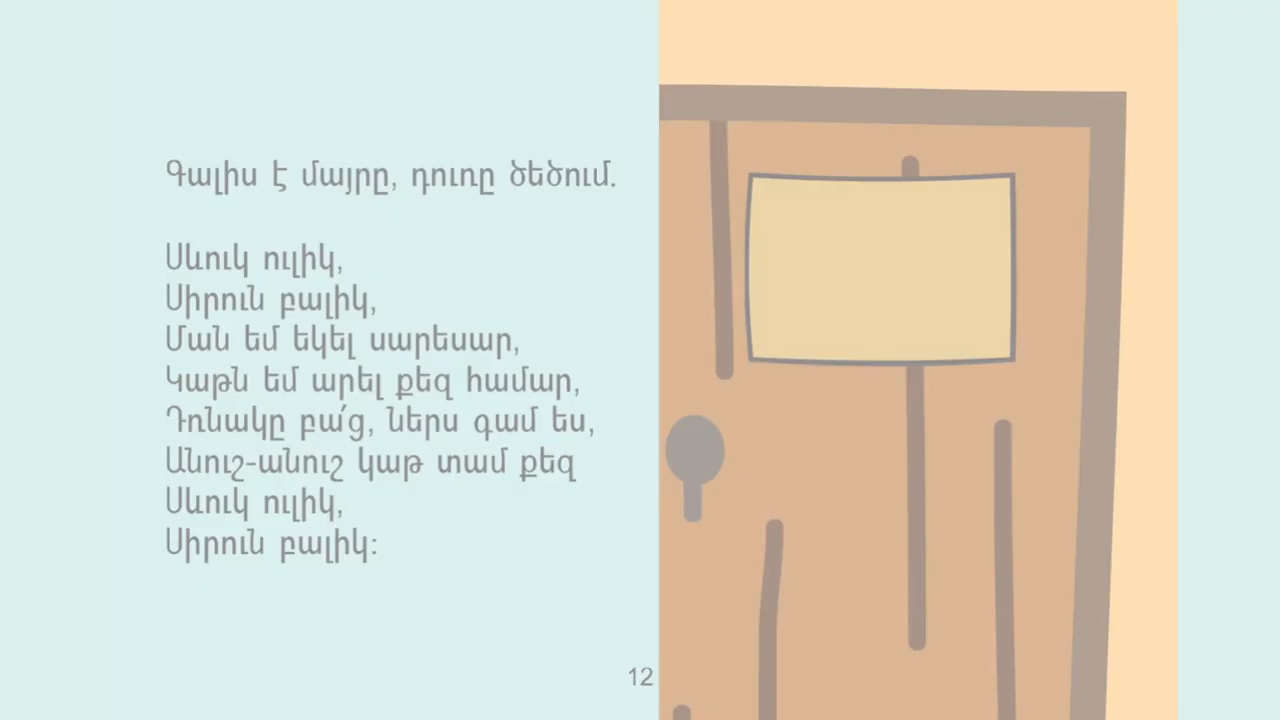 Գալիս է մայրը, դուռը ծեծում.
Սևուկ ուլիկ,
Սիրուն բալիկ,
Ման եմ եկել սարեսար,
Կաթն եմ արել քեզ համար,
Դռնակը բա՛ց, ներս գամ ես,
Անուշ-անուշ կաթ տամ քեզ
Սևուկ ուլիկ,
Սիրուն բալիկ։
12